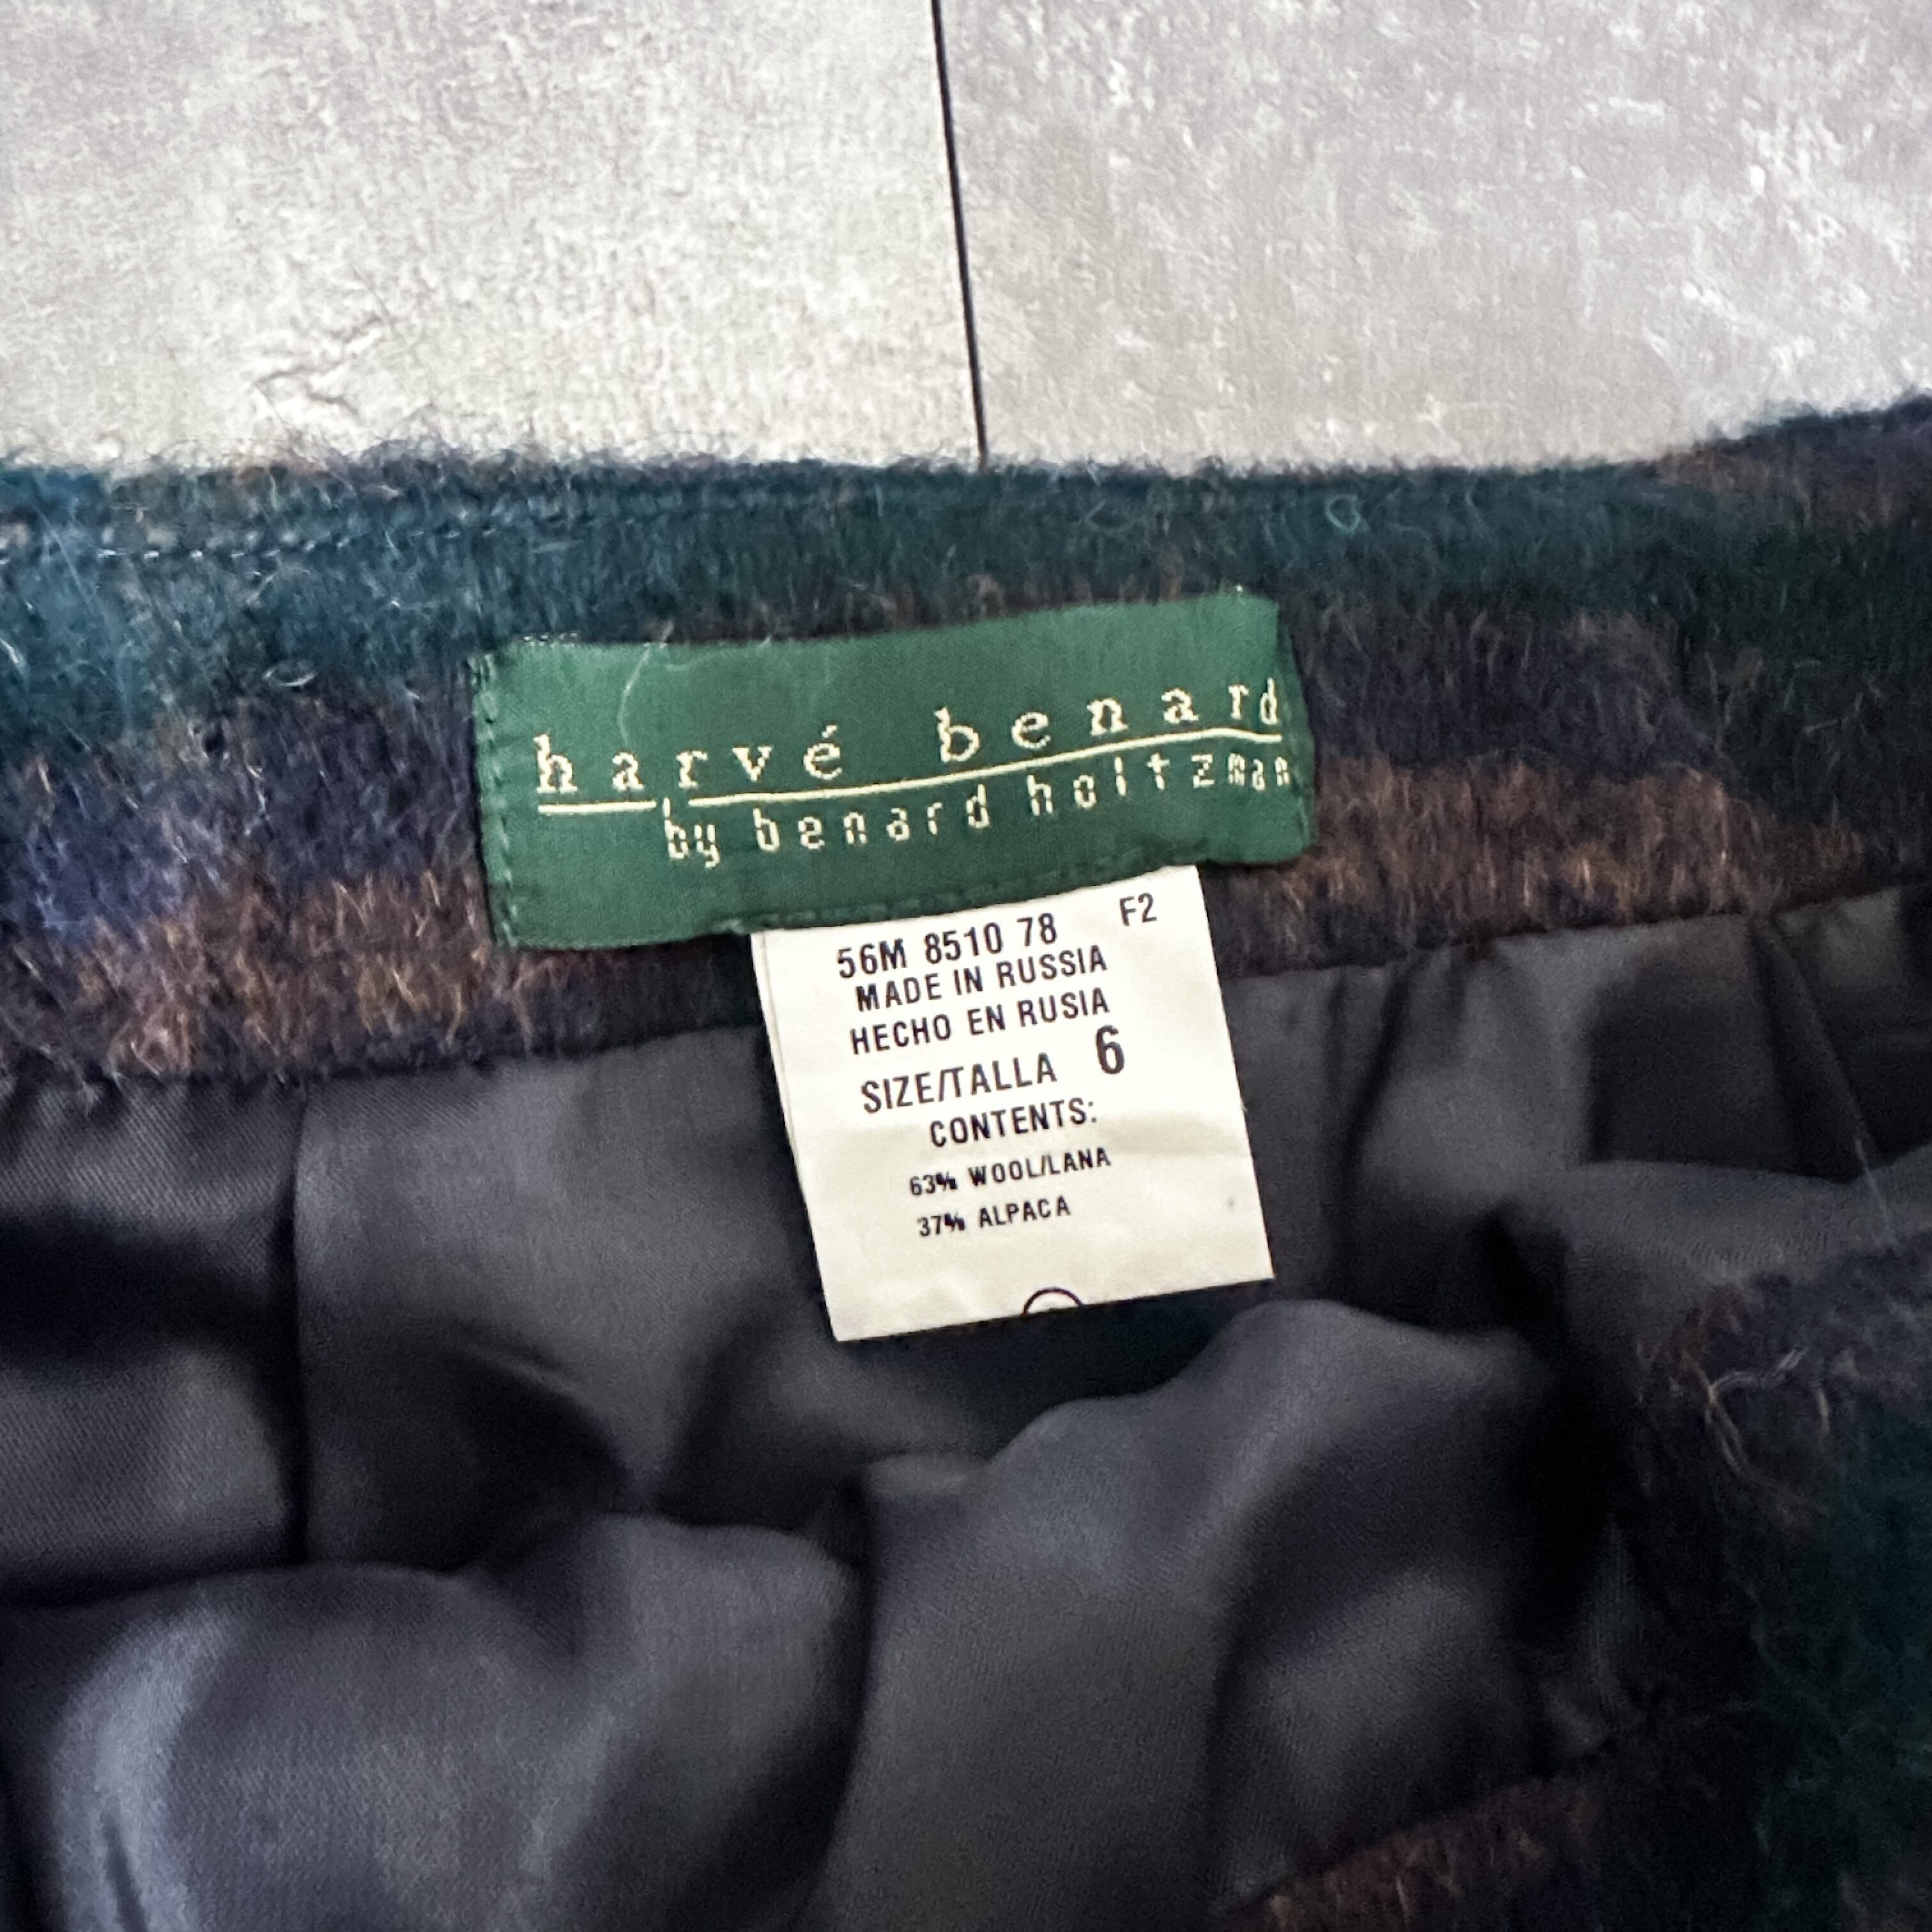 harvé benard
by benard holtzman
56M 8510 78 F2
MADE IN RUSSIA
HECHO EN RUSIA
SIZE/TALLA 6
CONTENTS:
63% WOOL/LANA
37% ALPACA